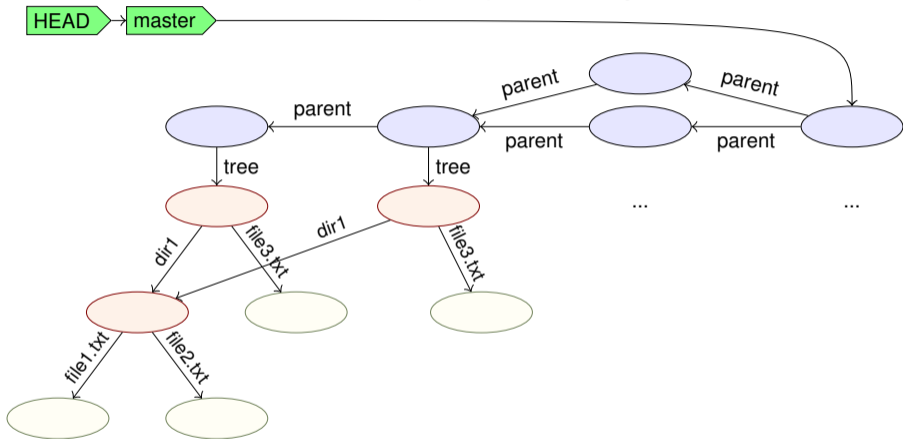 HEAD
master
parent
parent
parent
parent
parent
tree
tree
...
...
dir1
file3.txt
dir1
file3.txt
file1.txt
file2.txt